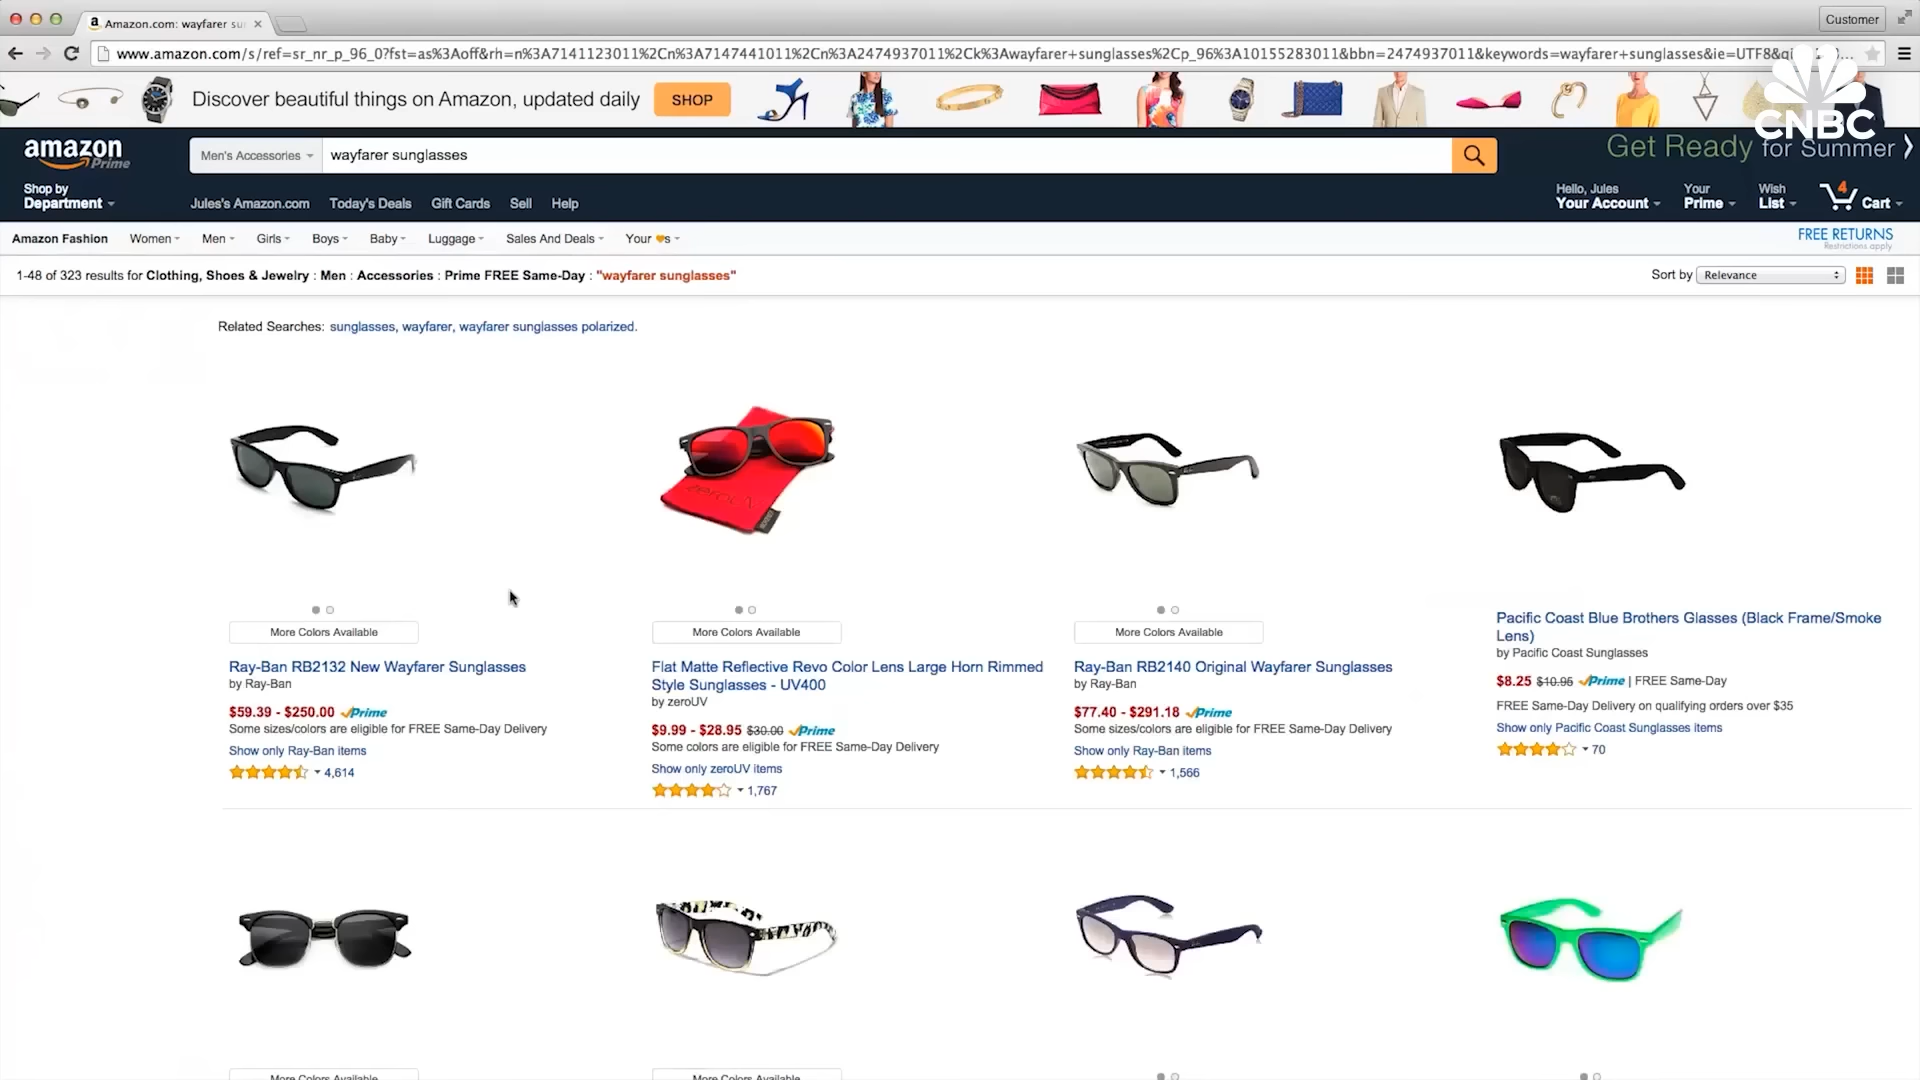 Amazon.com: wayfarer su
Customer
www.amazon.com/s/ref=sr_nr_p_96_0?fst=as%3Aoff&rh=n%3A7141123011%2Cn%3A7147441011%2Cn%3A2474937011%2Ck%3Awayfarer+sunglasses%2Cp_96%3A10155283011&bbn=2474937011&keywords=wayfarer+sunglasses&ie=UTF8&qi
Discover beautiful things on Amazon, updated daily SHOP
CNBC
amazon Prime
Men's Accessories
wayfarer sunglasses
Get Ready for Summer
Shop by
Department
Jules's Amazon.com Today's Deals Gift Cards Sell Help
Hello, Jules
Your Account
Your
Prime
Wish
List
4
Cart
Amazon Fashion Women Men Girls Boys Baby Luggage Sales And Deals Your s
FREE RETURNS
Restrictions apply
1-48 of 323 results for Clothing, Shoes & Jewelry : Men : Accessories : Prime FREE Same-Day : "wayfarer sunglasses"
Sort by Relevance
Related Searches: sunglasses, wayfarer, wayfarer sunglasses polarized.
zeroUV
More Colors Available
Ray-Ban RB2132 New Wayfarer Sunglasses
by Ray-Ban
$59.39 - $250.00 Prime
Some sizes/colors are eligible for FREE Same-Day Delivery
Show only Ray-Ban items
4,614
More Colors Available
Flat Matte Reflective Revo Color Lens Large Horn Rimmed
Style Sunglasses - UV400
by zeroUV
$9.99 - $28.95 $30.00 Prime
Some colors are eligible for FREE Same-Day Delivery
Show only zeroUV items
1,767
More Colors Available
Ray-Ban RB2140 Original Wayfarer Sunglasses
by Ray-Ban
$77.40 - $291.18 Prime
Some sizes/colors are eligible for FREE Same-Day Delivery
Show only Ray-Ban items
1,566
Pacific Coast Blue Brothers Glasses (Black Frame/Smoke
Lens)
by Pacific Coast Sunglasses
$8.25 $10.95 Prime | FREE Same-Day
FREE Same-Day Delivery on qualifying orders over $35
Show only Pacific Coast Sunglasses items
70
More Colors Available
More Colors Available